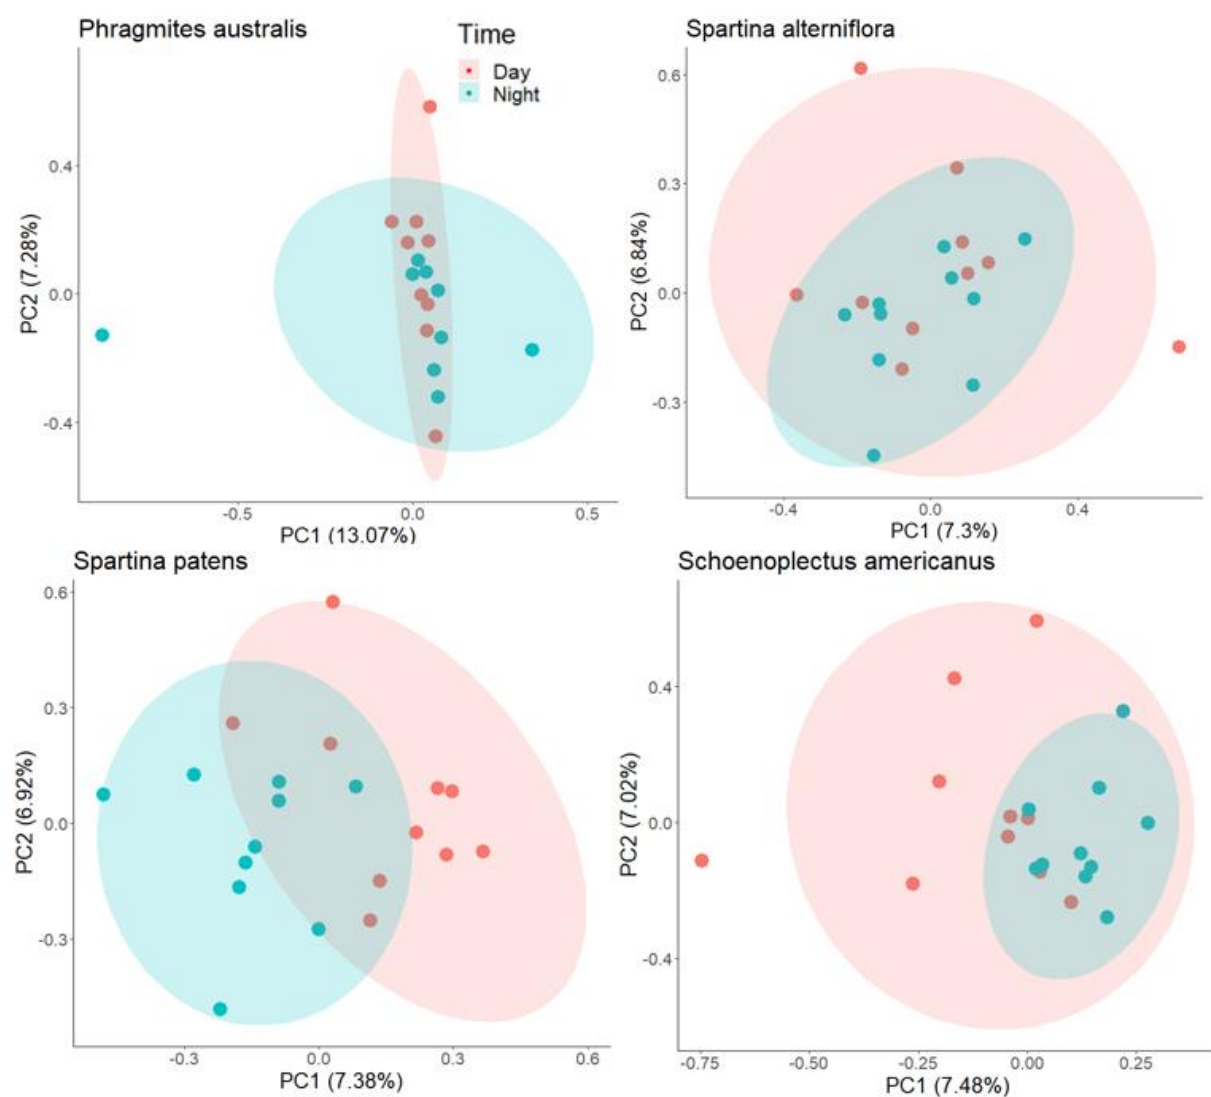 Phragmites australis
Time
Day
Night
PC2 (7.28%)
0.4
0.0
-0.4
-0.5
0.0
0.5
PC1 (13.07%)
Spartina alterniflora
PC2 (6.84%)
0.6
0.3
0.0
-0.3
-0.4
0.0
0.4
PC1 (7.3%)
Spartina patens
PC2 (6.92%)
0.6
0.3
0.0
-0.3
-0.3
0.0
0.3
0.6
PC1 (7.38%)
Schoenoplectus americanus
PC2 (7.02%)
0.4
0.0
-0.4
-0.75
-0.50
-0.25
0.00
0.25
PC1 (7.48%)